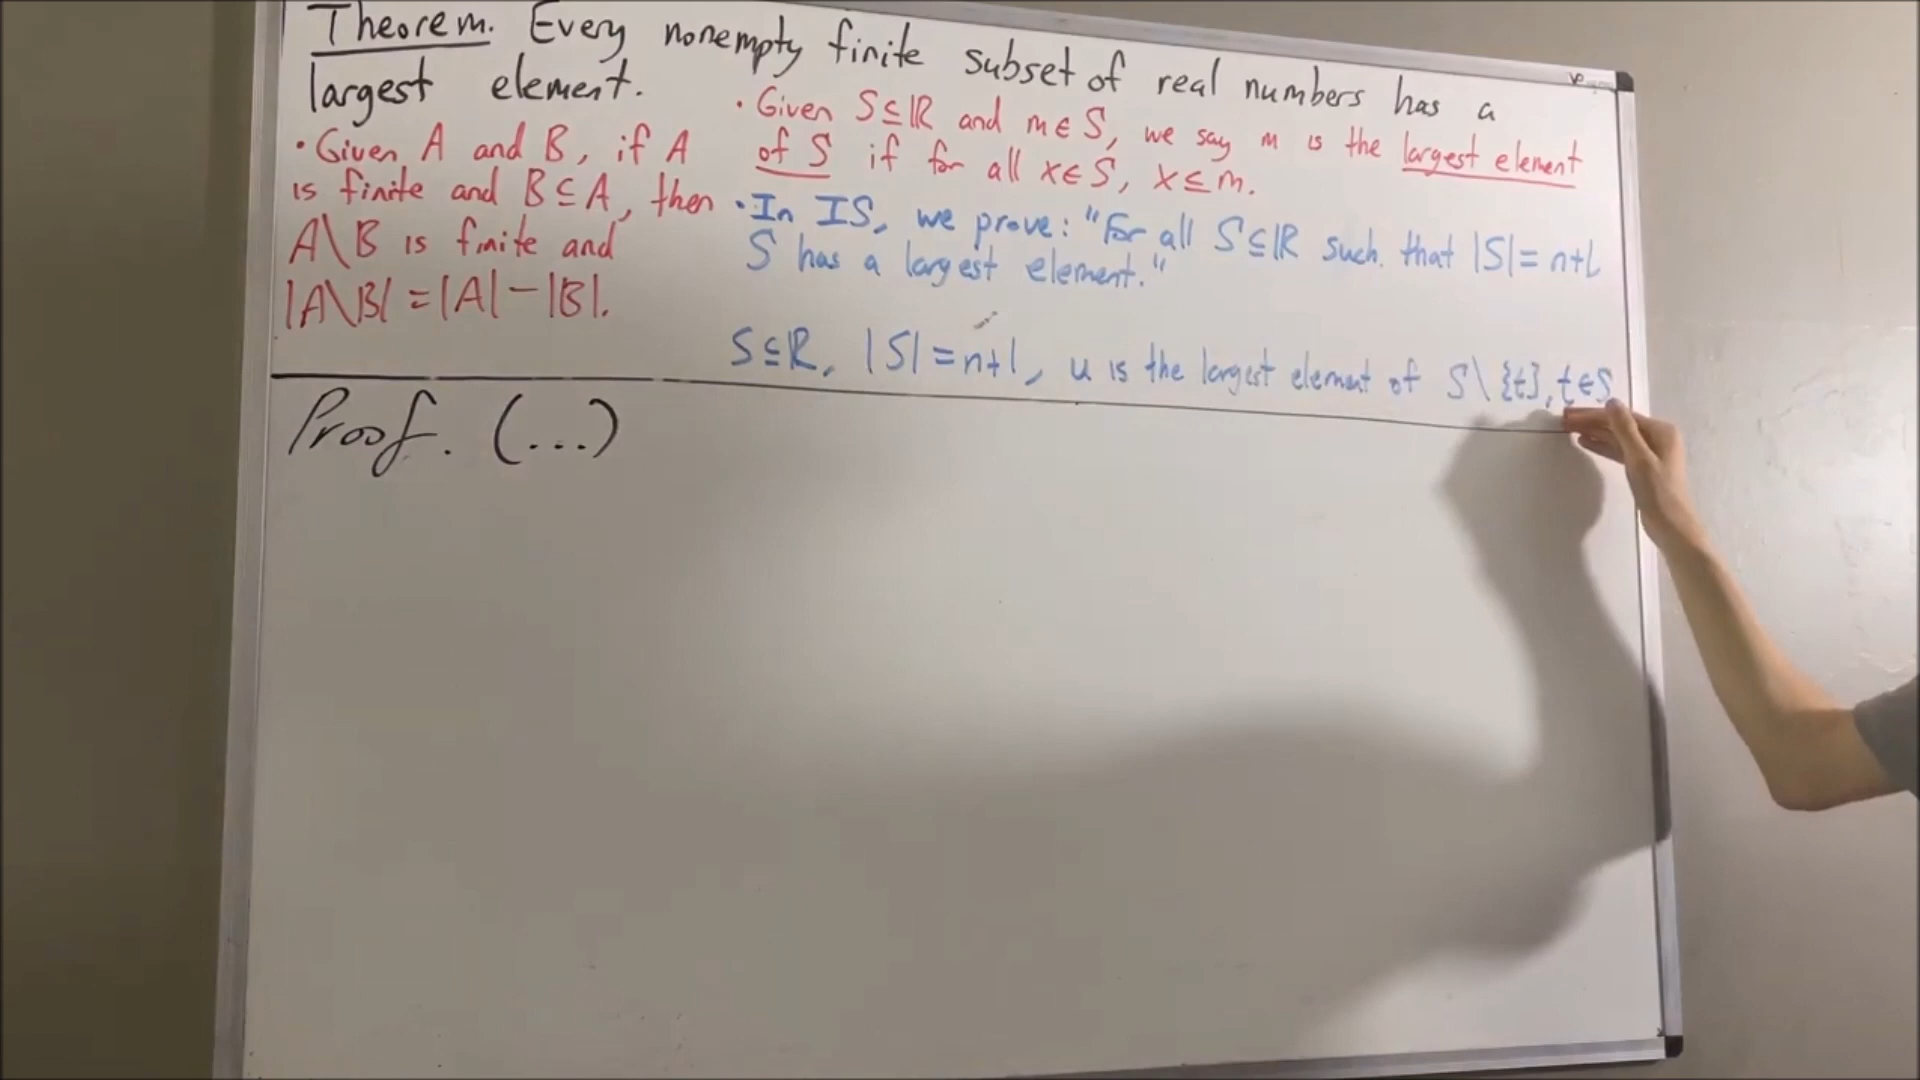 Theorem. Every nonempty finite subset of real numbers has a
largest element.
• Given A and B, if A
is finite and B ⊆ A, then
A\B is finite and
|A\B| = |A| - |B|.
• Given S ⊆ ℝ and m ∈ S, we say m is the largest element
of S if for all x ∈ S, x ≤ m.
• In IS, we prove: "For all S ⊆ ℝ such that |S| = n+1
S has a largest element."
S ⊆ ℝ, |S| = n+1, u is the largest element of S \ {t}, t ∈ S
Proof. (...)